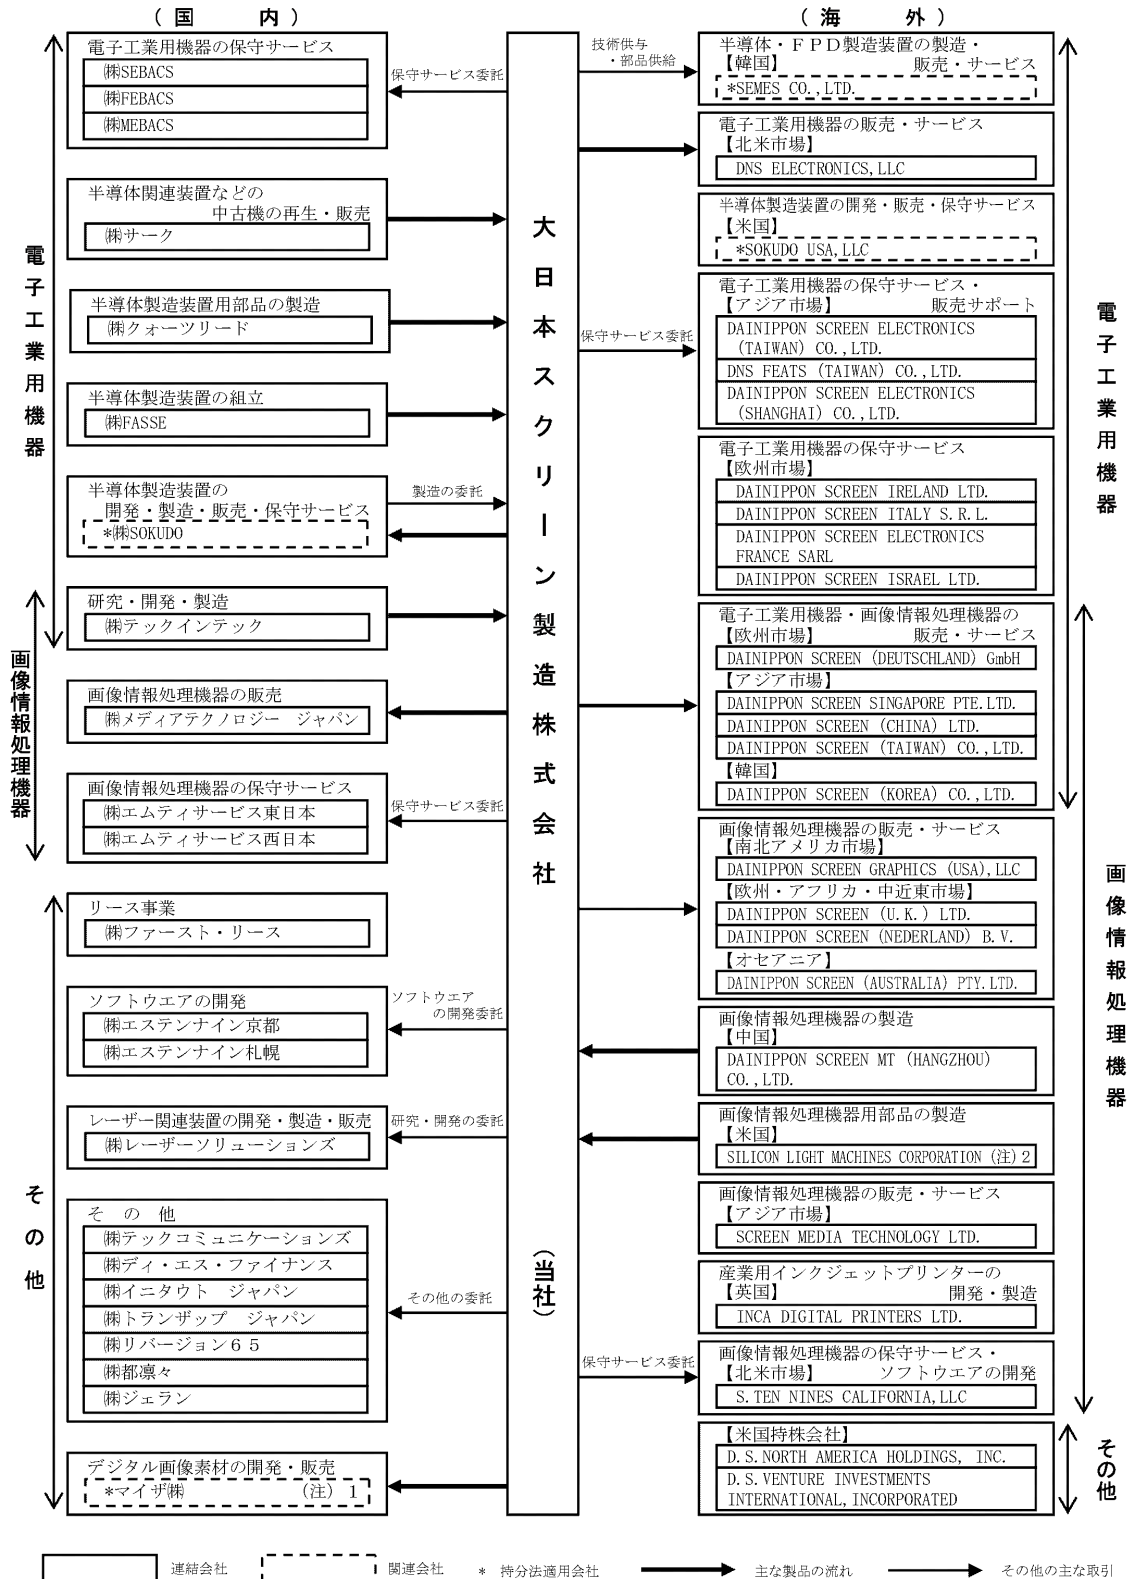 （国　　内）
電子工業用機器の保守サービス
㈱SEBACS
㈱FEBACS
㈱MEBACS
保守サービス委託
半導体関連装置などの
中古機の再生・販売
㈱サーク
半導体製造装置用部品の製造
㈱クォーツリード
半導体製造装置の組立
㈱FASSE
半導体製造装置の
開発・製造・販売・保守サービス
*㈱SOKUDO
製造の委託
研究・開発・製造
㈱テックインテック
画像情報処理機器の販売
㈱メディアテクノロジー　ジャパン
画像情報処理機器の保守サービス
㈱エムティサービス東日本
㈱エムティサービス西日本
保守サービス委託
リース事業
㈱ファースト・リース
ソフトウエアの開発
㈱エステンナイン京都
㈱エステンナイン札幌
ソフトウエア
の開発委託
レーザー関連装置の開発・製造・販売
㈱レーザーソリューションズ
研究・開発の委託
そ　の　他
㈱テックコミュニケーションズ
㈱ディ・エス・ファイナンス
㈱イニタウト　ジャパン
㈱トランザップ　ジャパン
㈱リバージョン６５
㈱都凛々
㈱ジェラン
その他の委託
デジタル画像素材の開発・販売
*マイザ㈱　（注）１
電子工業用機器
画像情報処理機器
その他
大日本スクリーン製造株式会社
（当社）
（海　　外）
技術供与
・部品供給
半導体・ＦＰＤ製造装置の製造・
【韓国】　販売・サービス
*SEMES CO.,LTD.
電子工業用機器の販売・サービス
【北米市場】
DNS ELECTRONICS,LLC
半導体製造装置の開発・販売・保守サービス
【米国】
*SOKUDO USA,LLC
電子工業用機器の保守サービス・
【アジア市場】　販売サポート
DAINIPPON SCREEN ELECTRONICS
(TAIWAN) CO.,LTD.
DNS FEATS (TAIWAN) CO.,LTD.
DAINIPPON SCREEN ELECTRONICS
(SHANGHAI) CO.,LTD.
保守サービス委託
電子工業用機器の保守サービス
【欧州市場】
DAINIPPON SCREEN IRELAND LTD.
DAINIPPON SCREEN ITALY S.R.L.
DAINIPPON SCREEN ELECTRONICS
FRANCE SARL
DAINIPPON SCREEN ISRAEL LTD.
電子工業用機器・画像情報処理機器の
【欧州市場】　販売・サービス
DAINIPPON SCREEN (DEUTSCHLAND) GmbH
【アジア市場】
DAINIPPON SCREEN SINGAPORE PTE.LTD.
DAINIPPON SCREEN (CHINA) LTD.
DAINIPPON SCREEN (TAIWAN) CO.,LTD.
【韓国】
DAINIPPON SCREEN (KOREA) CO.,LTD.
画像情報処理機器の販売・サービス
【南北アメリカ市場】
DAINIPPON SCREEN GRAPHICS (USA),LLC
【欧州・アフリカ・中近東市場】
DAINIPPON SCREEN (U.K.) LTD.
DAINIPPON SCREEN (NEDERLAND) B.V.
【オセアニア】
DAINIPPON SCREEN (AUSTRALIA) PTY.LTD.
画像情報処理機器の製造
【中国】
DAINIPPON SCREEN MT (HANGZHOU)
CO.,LTD.
画像情報処理機器用部品の製造
【米国】
SILICON LIGHT MACHINES CORPORATION (注)２
画像情報処理機器の販売・サービス
【アジア市場】
SCREEN MEDIA TECHNOLOGY LTD.
産業用インクジェットプリンターの
【英国】　開発・製造
INCA DIGITAL PRINTERS LTD.
画像情報処理機器の保守サービス・
【北米市場】　ソフトウエアの開発
S.TEN NINES CALIFORNIA,LLC
保守サービス委託
【米国持株会社】
D.S.NORTH AMERICA HOLDINGS, INC.
D.S.VENTURE INVESTMENTS
INTERNATIONAL,INCORPORATED
電子工業用機器
画像情報処理機器
その他
連結会社　関連会社　*　持分法適用会社　主な製品の流れ　その他の主な取引